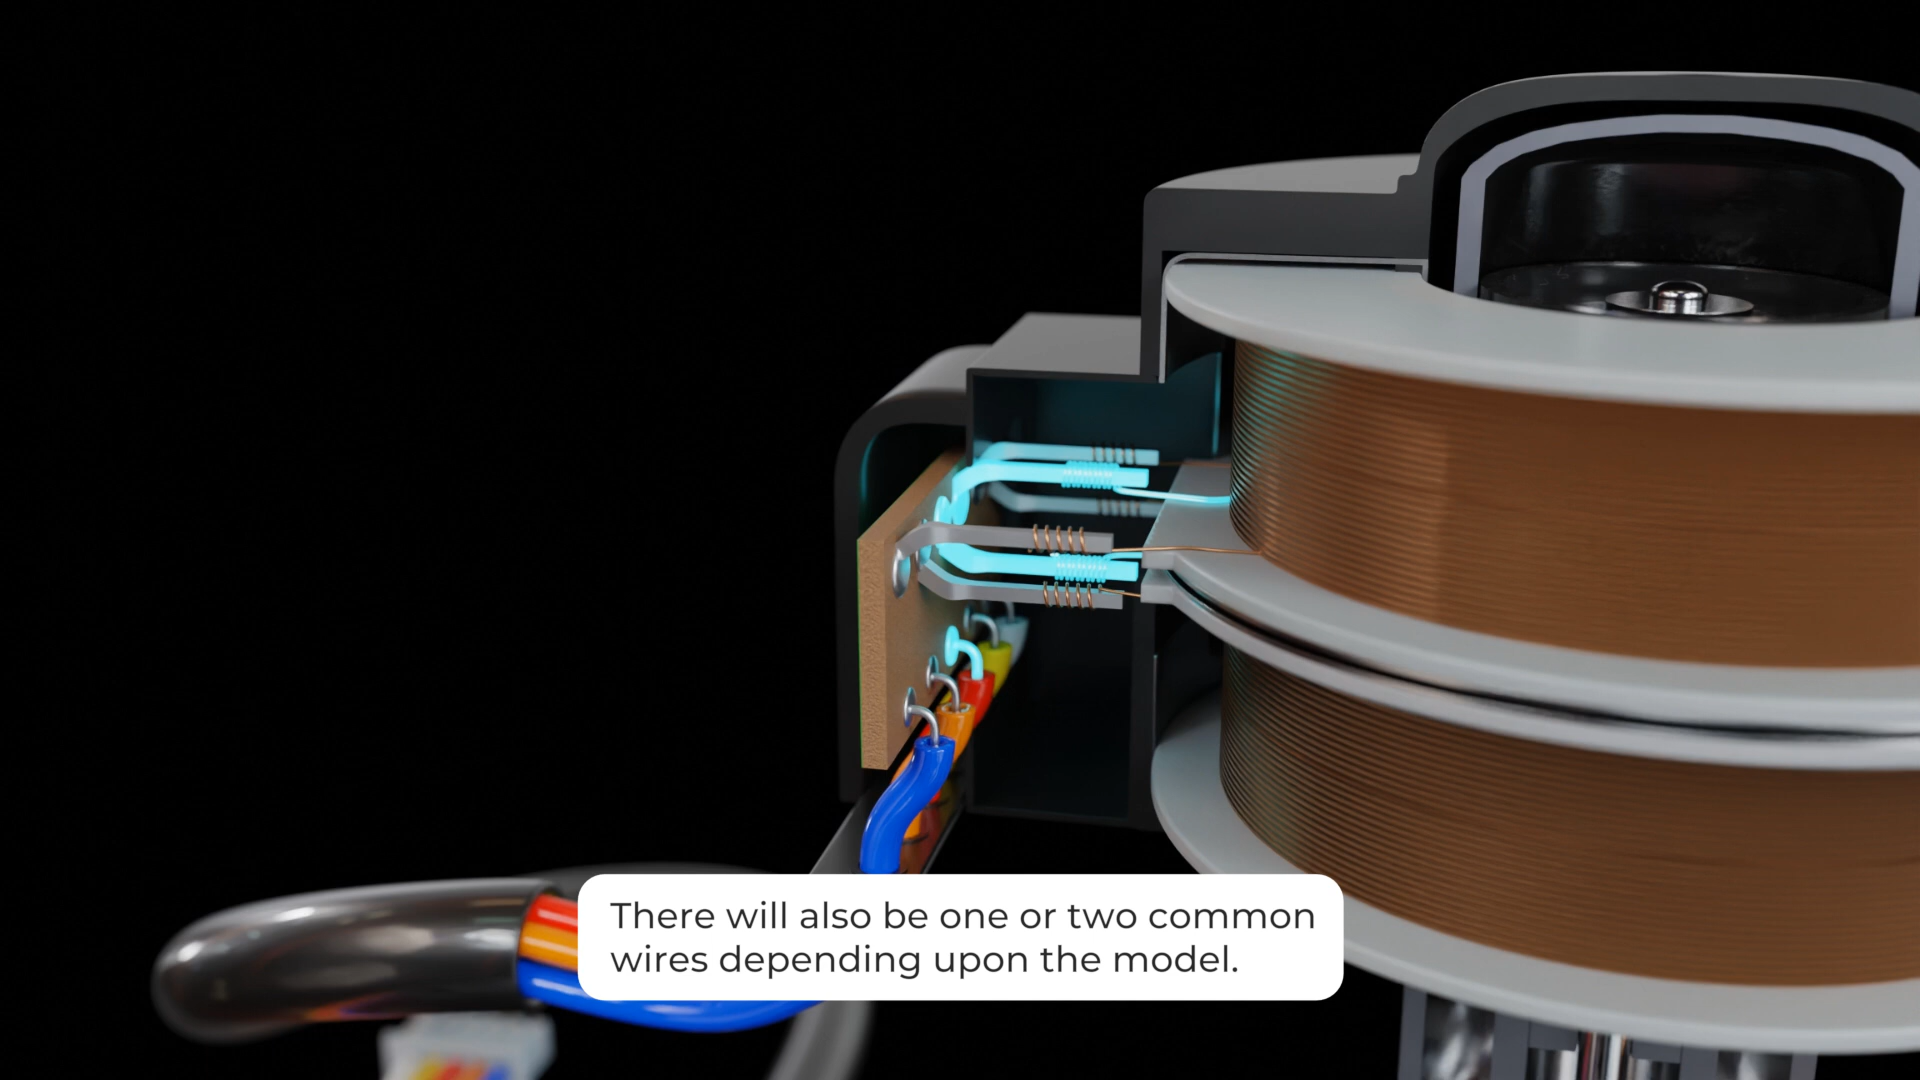 There will also be one or two common
wires depending upon the model.